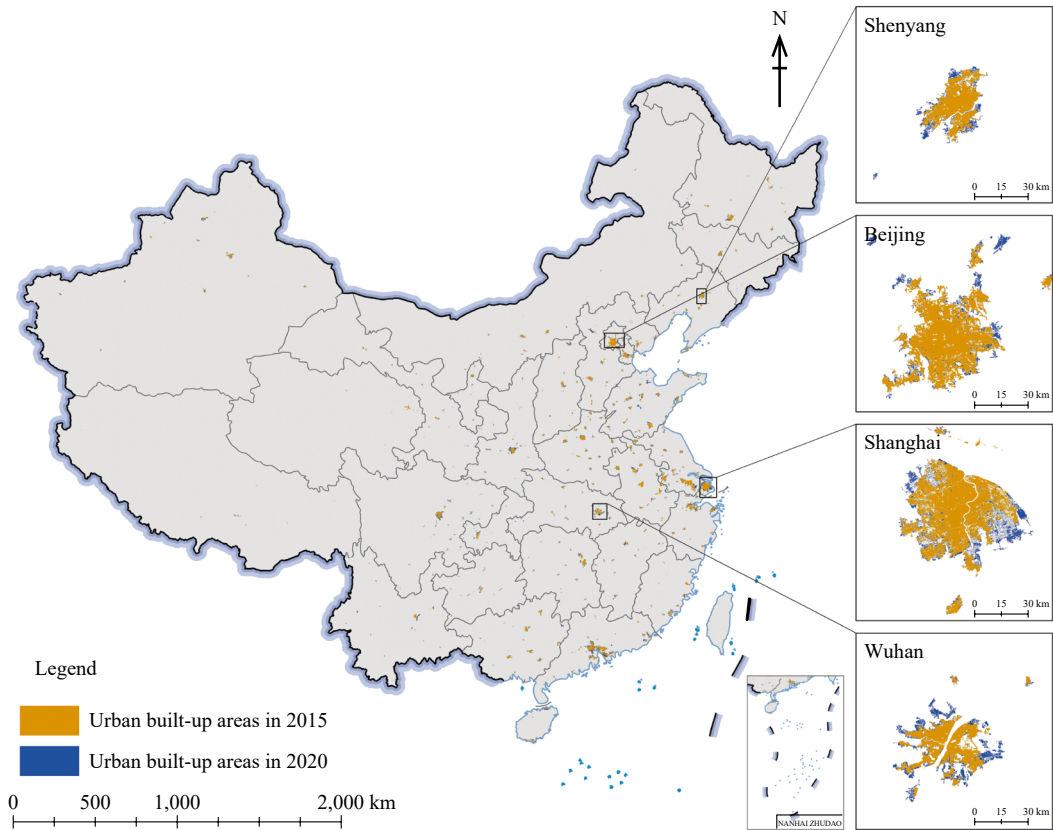 N
Shenyang
0 15 30 km
Beijing
0 15 30 km
Shanghai
0 15 30 km
Wuhan
0 15 30 km
Legend
Urban built-up areas in 2015
Urban built-up areas in 2020
0 500 1,000 2,000 km
NANHAI ZHUDAO